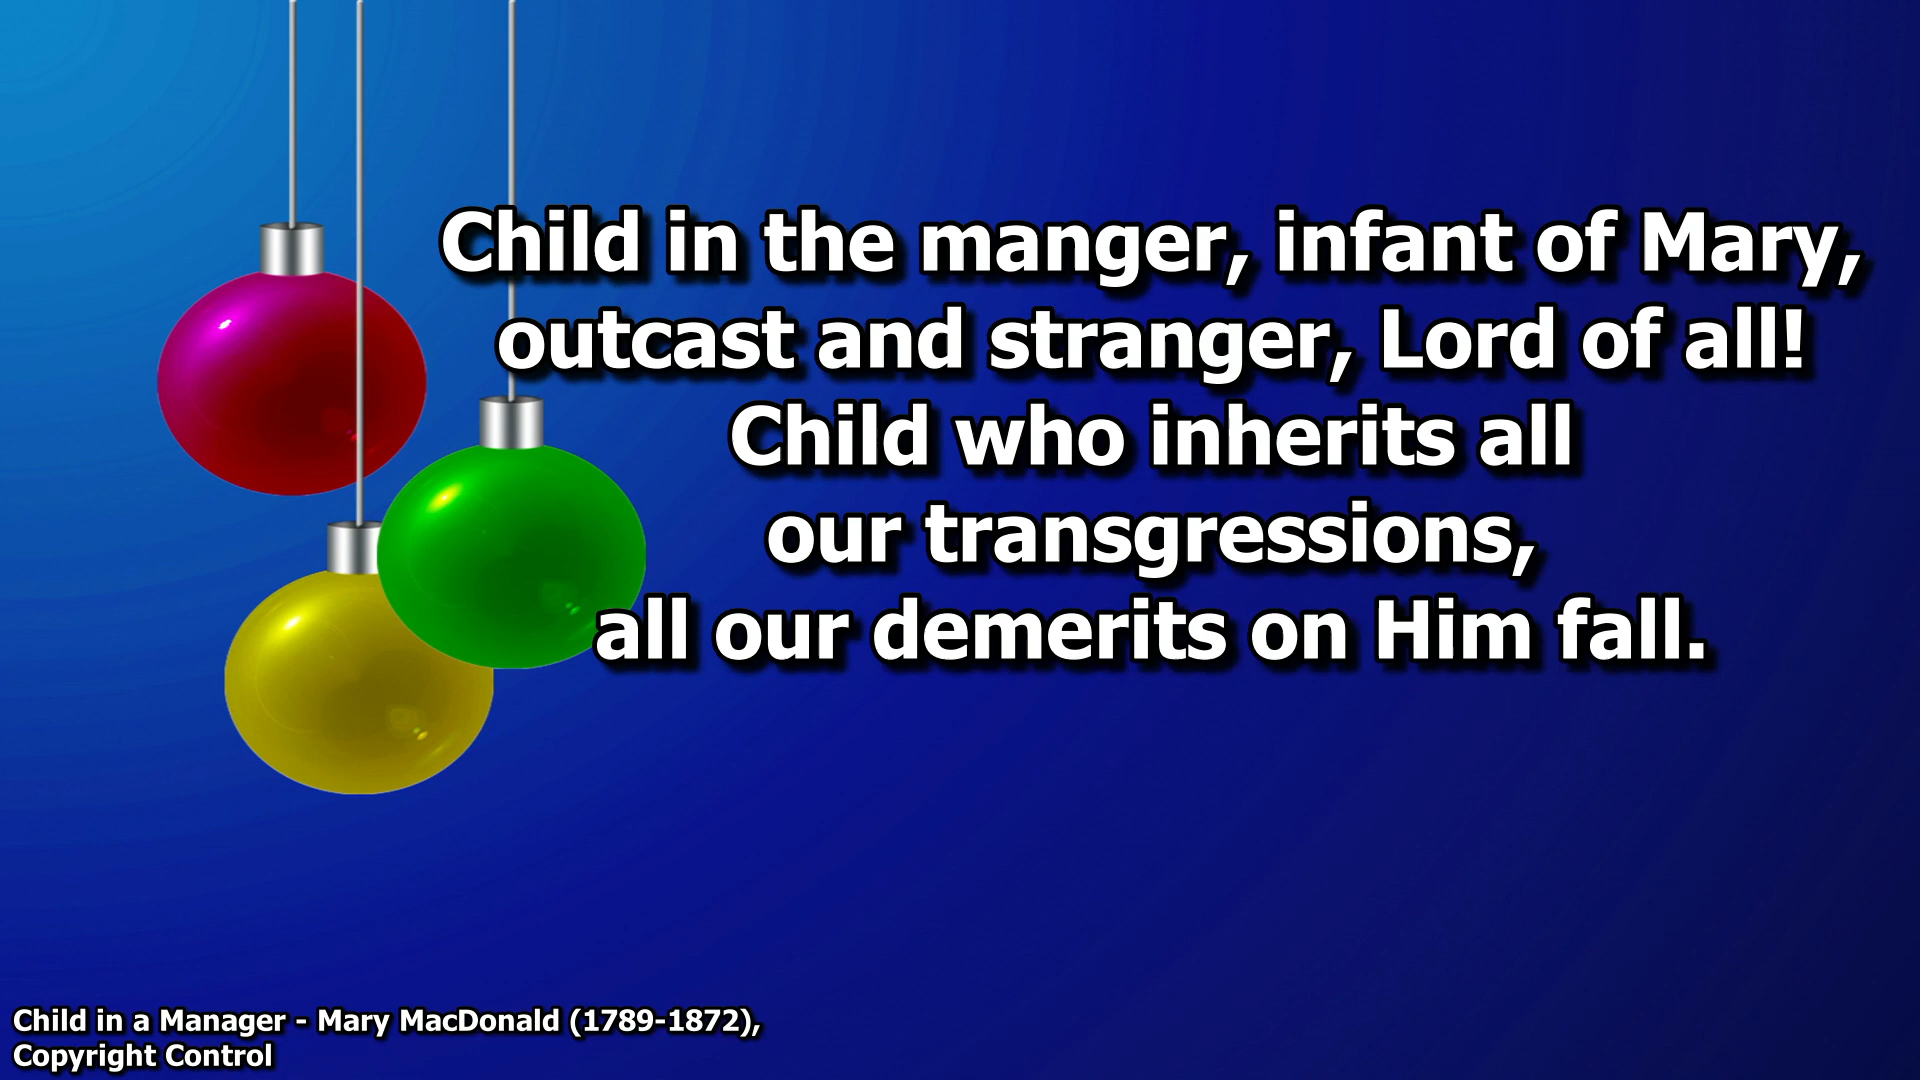 Child in the manger, infant of Mary,
outcast and stranger, Lord of all!
Child who inherits all
our transgressions,
all our demerits on Him fall.
Child in a Manager - Mary MacDonald (1789-1872),
Copyright Control